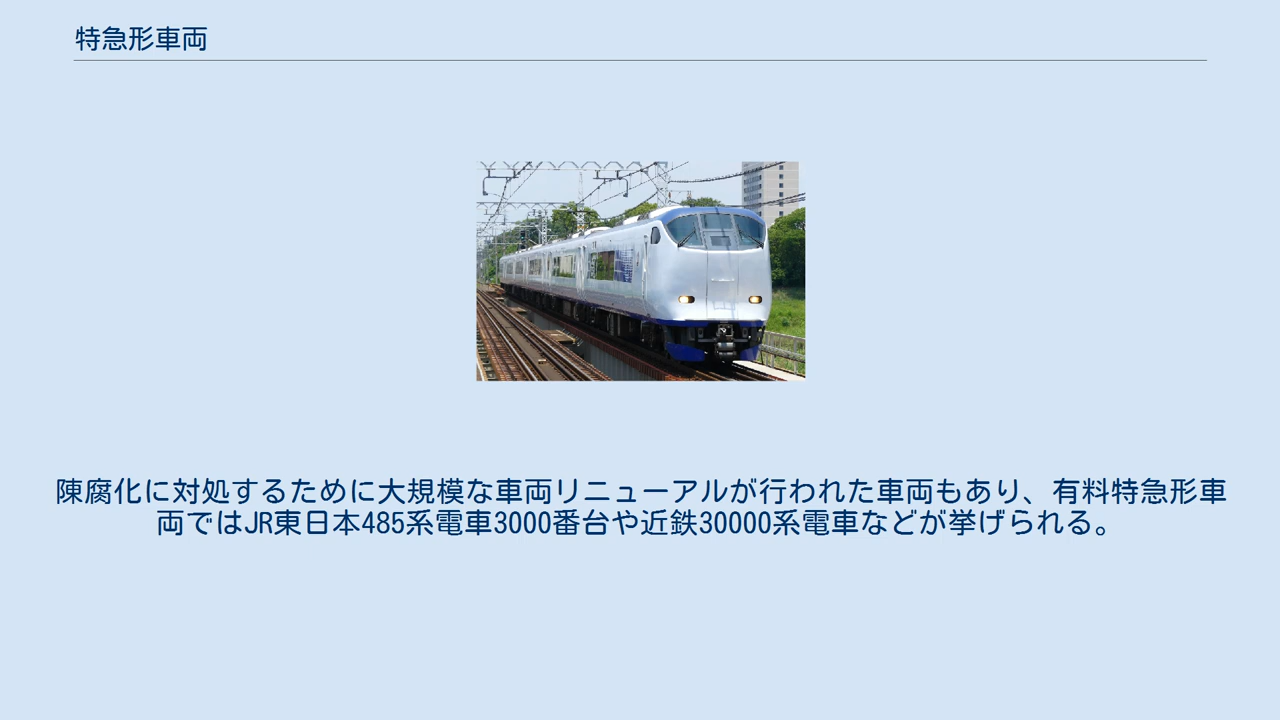 特急形車両
陳腐化に対処するために大規模な車両リニューアルが行われた車両もあり、有料特急形車
両ではJR東日本485系電車3000番台や近鉄30000系電車などが挙げられる。